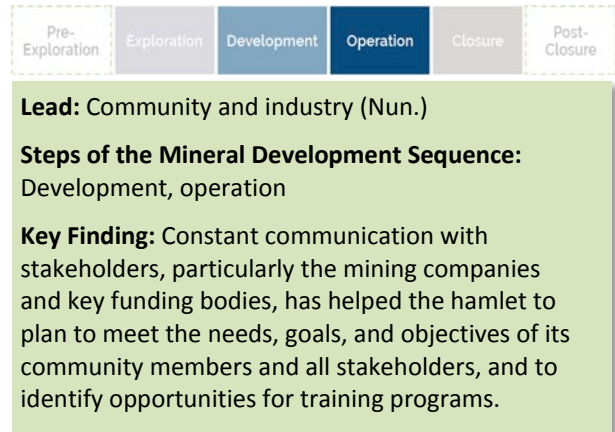 Pre-
Exploration
Exploration
Development
Operation
Closure
Post-
Closure
Lead: Community and industry (Nun.)
Steps of the Mineral Development Sequence:
Development, operation
Key Finding: Constant communication with
stakeholders, particularly the mining companies
and key funding bodies, has helped the hamlet to
plan to meet the needs, goals, and objectives of its
community members and all stakeholders, and to
identify opportunities for training programs.